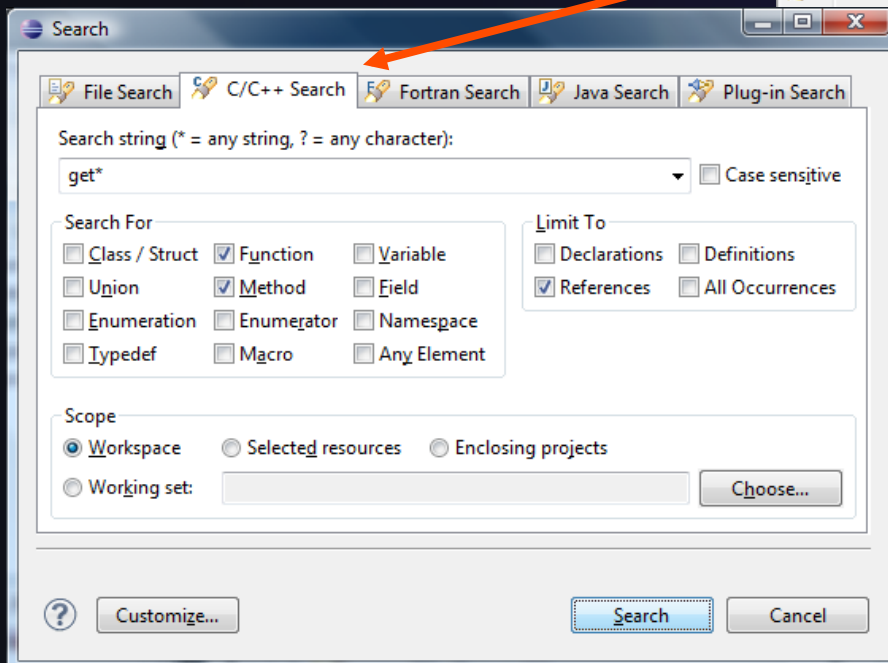 Search
File Search C/C++ Search Fortran Search Java Search Plug-in Search
Search string (* = any string, ? = any character):
get* Case sensitive
Search For Limit To
Class / Struct Function Variable Declarations Definitions
Union Method Field References All Occurrences
Enumeration Enumerator Namespace
Typedef Macro Any Element
Scope
Workspace Selected resources Enclosing projects
Working set: Choose...
? Customize... Search Cancel